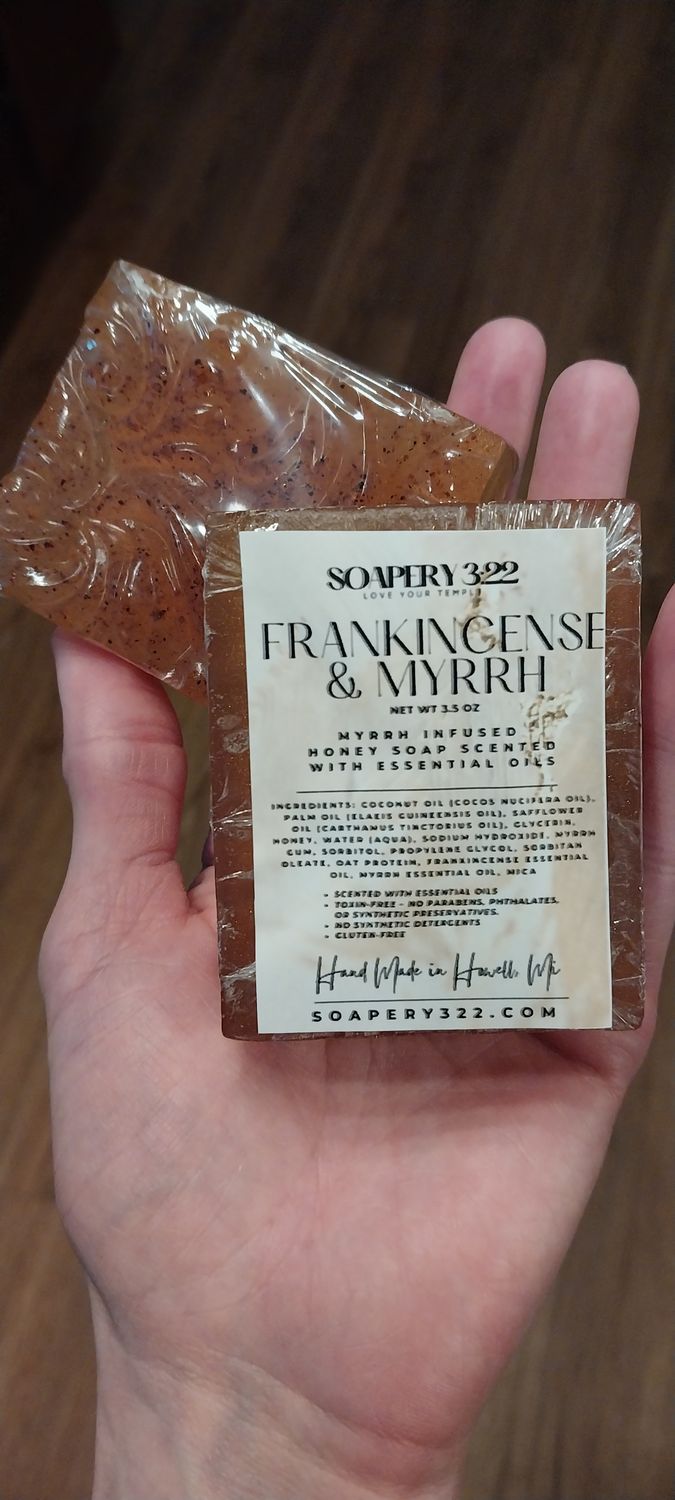 SOAPERY 3:22
LOVE YOUR TEMPLE
FRANKINCENSE
& MYRRH
NET WT 3.5 OZ
MYRRH INFUSED
HONEY SOAP SCENTED
WITH ESSENTIAL OILS
INGREDIENTS: COCONUT OIL (COCOS NUCIFERA OIL),
PALM OIL (ELAEIS GUINEENSIS OIL), SAFFLOWER
OIL (CARTHAMUS TINCTORIUS OIL), GLYCERIN,
HONEY, WATER (AQUA), SODIUM HYDROXIDE, MYRRH
GUM, SORBITOL, PROPYLENE GLYCOL, SORBITAN
OLEATE, OAT PROTEIN, FRANKINCENSE ESSENTIAL
OIL, MYRRH ESSENTIAL OIL, MICA
• SCENTED WITH ESSENTIAL OILS
• TOXIN-FREE - NO PARABENS, PHTHALATES,
OR SYNTHETIC PRESERVATIVES.
• NO SYNTHETIC DETERGENTS
• GLUTEN-FREE
Hand Made in Howell, Mi
SOAPERY322.COM